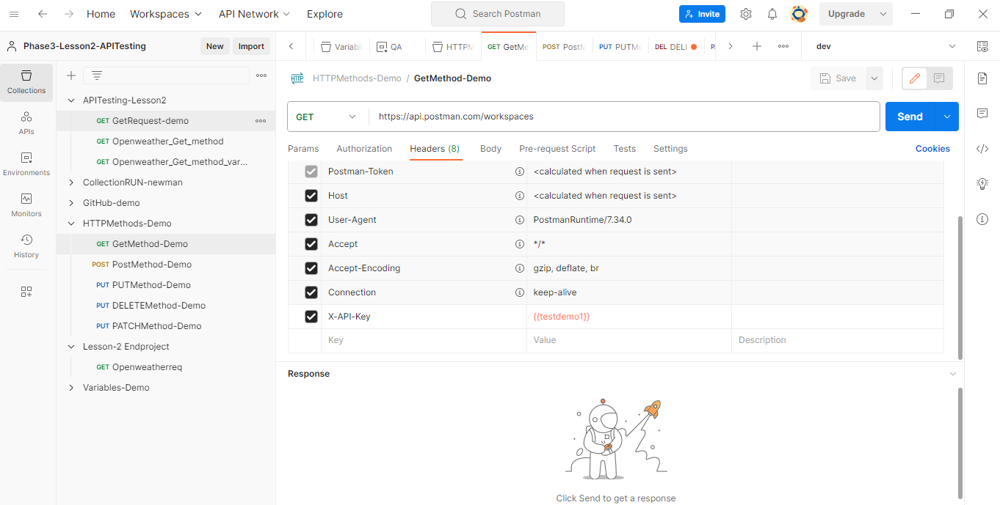 Home Workspaces API Network Explore Search Postman Invite Upgrade
Phase3-Lesson2-APITesting New Import
Variab QA HTTPM GET GetMe POST PostM PUT PUTMe DEL DELI P dev
Collections
APIs
Environments
Monitors
History
APITesting-Lesson2
GET GetRequest-demo
GET Openweather_Get_method
GET Openweather_Get_method_var...
CollectionRUN-newman
GitHub-demo
HTTPMethods-Demo
GET GetMethod-Demo
POST PostMethod-Demo
PUT PUTMethod-Demo
PUT DELETEMethod-Demo
PUT PATCHMethod-Demo
Lesson-2 Endproject
GET Openweatherreq
Variables-Demo
HTTP HTTPMethods-Demo / GetMethod-Demo Save
GET https://api.postman.com/workspaces Send
Params Authorization Headers (8) Body Pre-request Script Tests Settings Cookies
Postman-Token <calculated when request is sent>
Host <calculated when request is sent>
User-Agent PostmanRuntime/7.34.0
Accept */*
Accept-Encoding gzip, deflate, br
Connection keep-alive
X-API-Key {{testdemo1}}
Key Value Description
Response
Click Send to get a response